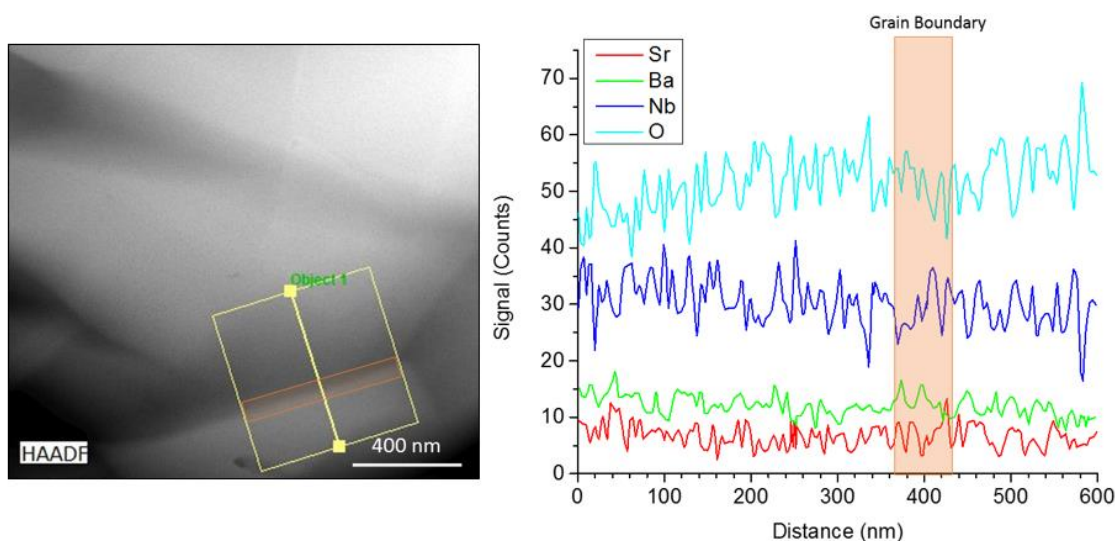 Object 1
HAADF
400 nm
Grain Boundary
Sr
Ba
Nb
O
Signal (Counts)
70
60
50
40
30
20
10
0
0 100 200 300 400 500 600
Distance (nm)